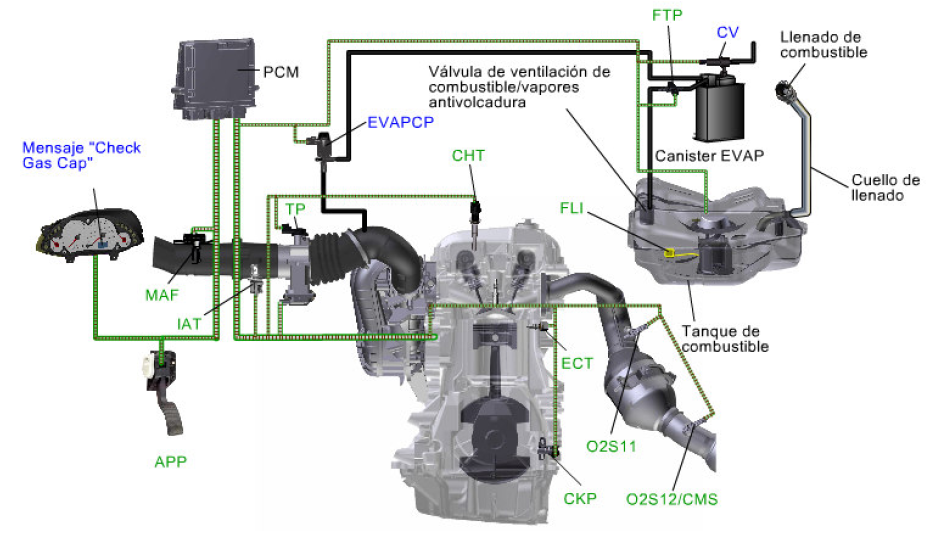 FTP
CV
Llenado de
combustible
PCM
Válvula de ventilación de
combustible/vapores
antivolcadura
EVAPCP
Mensaje "Check
Gas Cap"
CHT
Canister EVAP
Cuello de
llenado
TP
FLI
MAF
IAT
Tanque de
combustible
ECT
APP
O2S11
CKP
O2S12/CMS